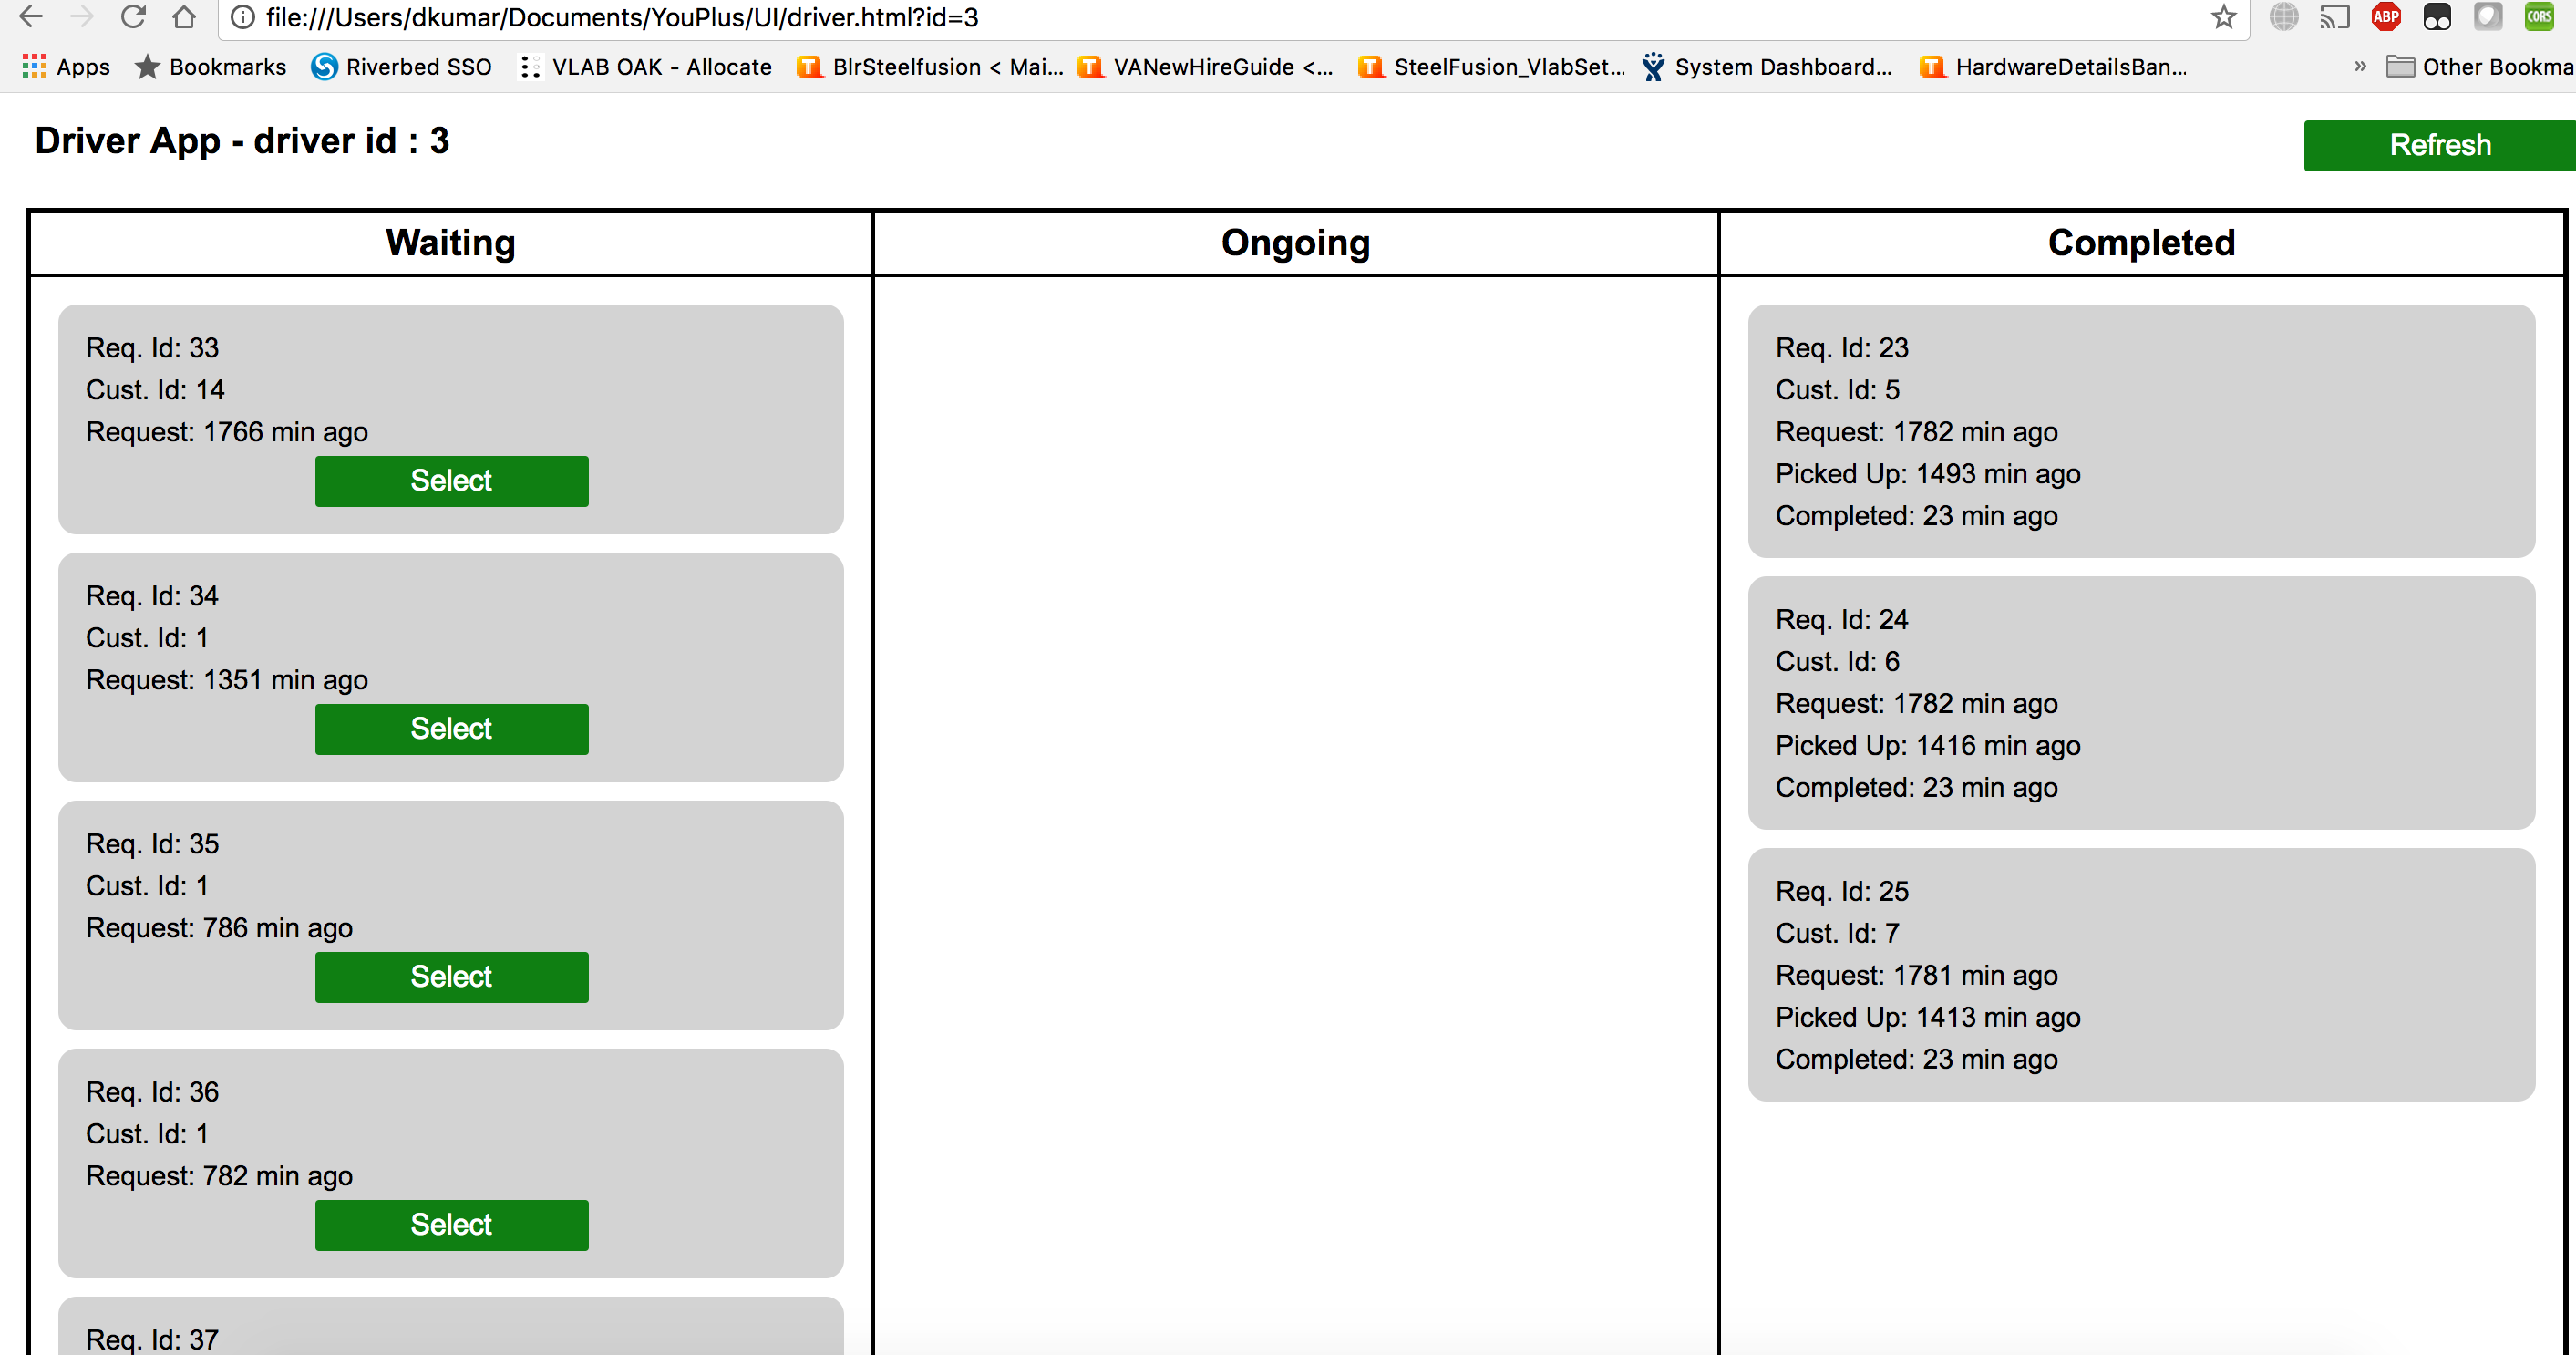 file:///Users/dkumar/Documents/YouPlus/UI/driver.html?id=3
ABP
CORS
Apps
Bookmarks
Riverbed SSO
VLAB OAK - Allocate
BlrSteelfusion < Mai...
VANewHireGuide <...
SteelFusion_VlabSet...
System Dashboard...
HardwareDetailsBan...
»
Other Bookma
Driver App - driver id : 3
Refresh
Waiting
Req. Id: 33
Cust. Id: 14
Request: 1766 min ago
Select
Req. Id: 34
Cust. Id: 1
Request: 1351 min ago
Select
Req. Id: 35
Cust. Id: 1
Request: 786 min ago
Select
Req. Id: 36
Cust. Id: 1
Request: 782 min ago
Select
Req. Id: 37
Ongoing
Completed
Req. Id: 23
Cust. Id: 5
Request: 1782 min ago
Picked Up: 1493 min ago
Completed: 23 min ago
Req. Id: 24
Cust. Id: 6
Request: 1782 min ago
Picked Up: 1416 min ago
Completed: 23 min ago
Req. Id: 25
Cust. Id: 7
Request: 1781 min ago
Picked Up: 1413 min ago
Completed: 23 min ago